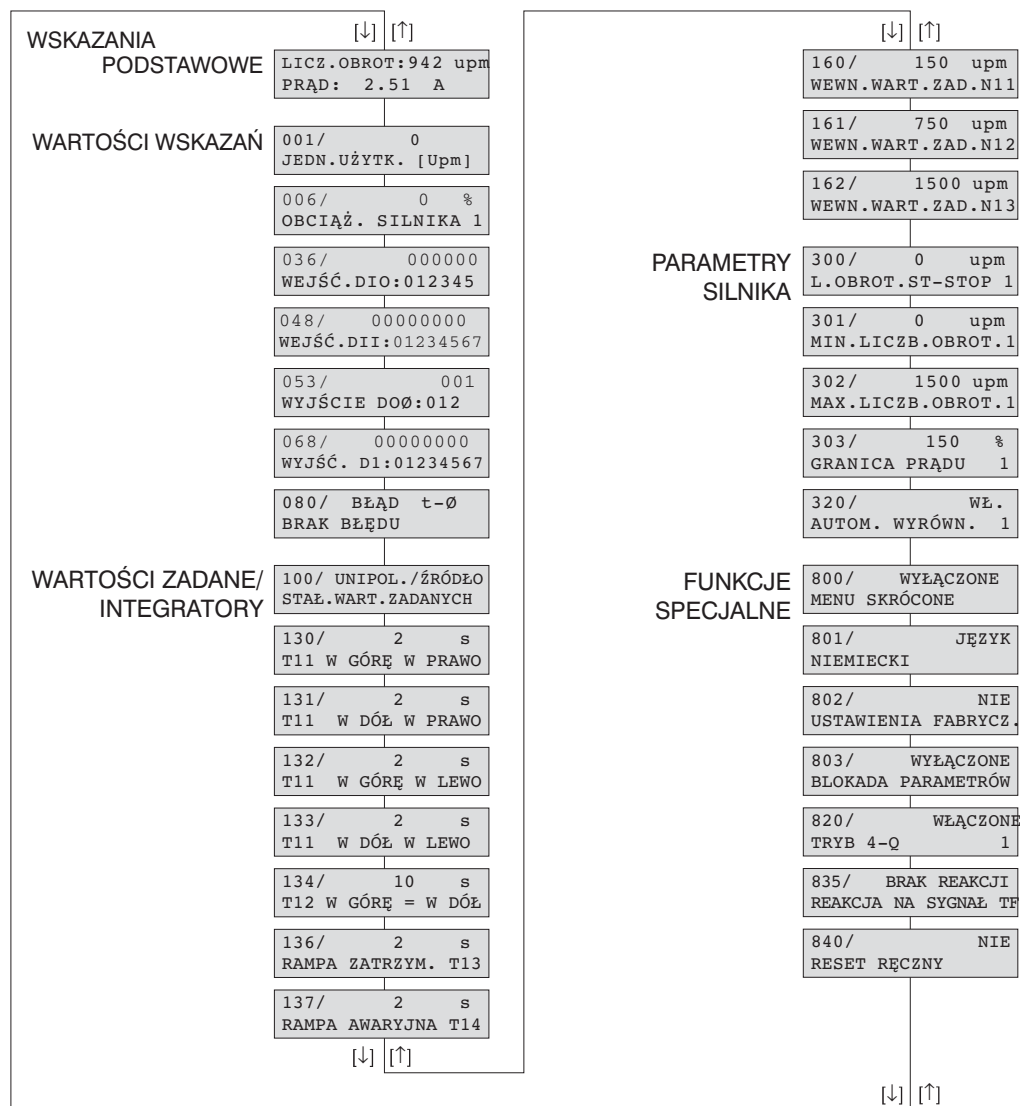 [↓] [↑]
WSKAZANIA
PODSTAWOWE
LICZ.OBROT:942 upm
PRĄD: 2.51 A
WARTOŚCI WSKAZAŃ
001/ 0
JEDN.UŻYTK. [Upm]
006/ 0 %
OBCIĄŻ. SILNIKA 1
036/ 000000
WEJŚĆ.DIO:012345
048/ 00000000
WEJŚĆ.DII:01234567
053/ 001
WYJŚCIE DOØ:012
068/ 00000000
WYJŚĆ. D1:01234567
080/ BŁĄD t-Ø
BRAK BŁĘDU
WARTOŚCI ZADANE/
INTEGRATORY
100/ UNIPOL./ŹRÓDŁO
STAŁ.WART.ZADANYCH
130/ 2 s
T11 W GÓRĘ W PRAWO
131/ 2 s
T11 W DÓŁ W PRAWO
132/ 2 s
T11 W GÓRĘ W LEWO
133/ 2 s
T11 W DÓŁ W LEWO
134/ 10 s
T12 W GÓRĘ = W DÓŁ
136/ 2 s
RAMPA ZATRZYM. T13
137/ 2 s
RAMPA AWARYJNA T14
[↓] [↑]
[↓] [↑]
160/ 150 upm
WEWN.WART.ZAD.N11
161/ 750 upm
WEWN.WART.ZAD.N12
162/ 1500 upm
WEWN.WART.ZAD.N13
PARAMETRY
SILNIKA
300/ 0 upm
L.OBROT.ST-STOP 1
301/ 0 upm
MIN.LICZB.OBROT.1
302/ 1500 upm
MAX.LICZB.OBROT.1
303/ 150 %
GRANICA PRĄDU 1
320/ WŁ.
AUTOM. WYRÓWN. 1
FUNKCJE
SPECJALNE
800/ WYŁĄCZONE
MENU SKRÓCONE
801/ JĘZYK
NIEMIECKI
802/ NIE
USTAWIENIA FABRYCZ.
803/ WYŁĄCZONE
BLOKADA PARAMETRÓW
820/ WŁĄCZONE
TRYB 4-Q 1
835/ BRAK REAKCJI
REAKCJA NA SYGNAŁ TF
840/ NIE
RESET RĘCZNY
[↓] [↑]